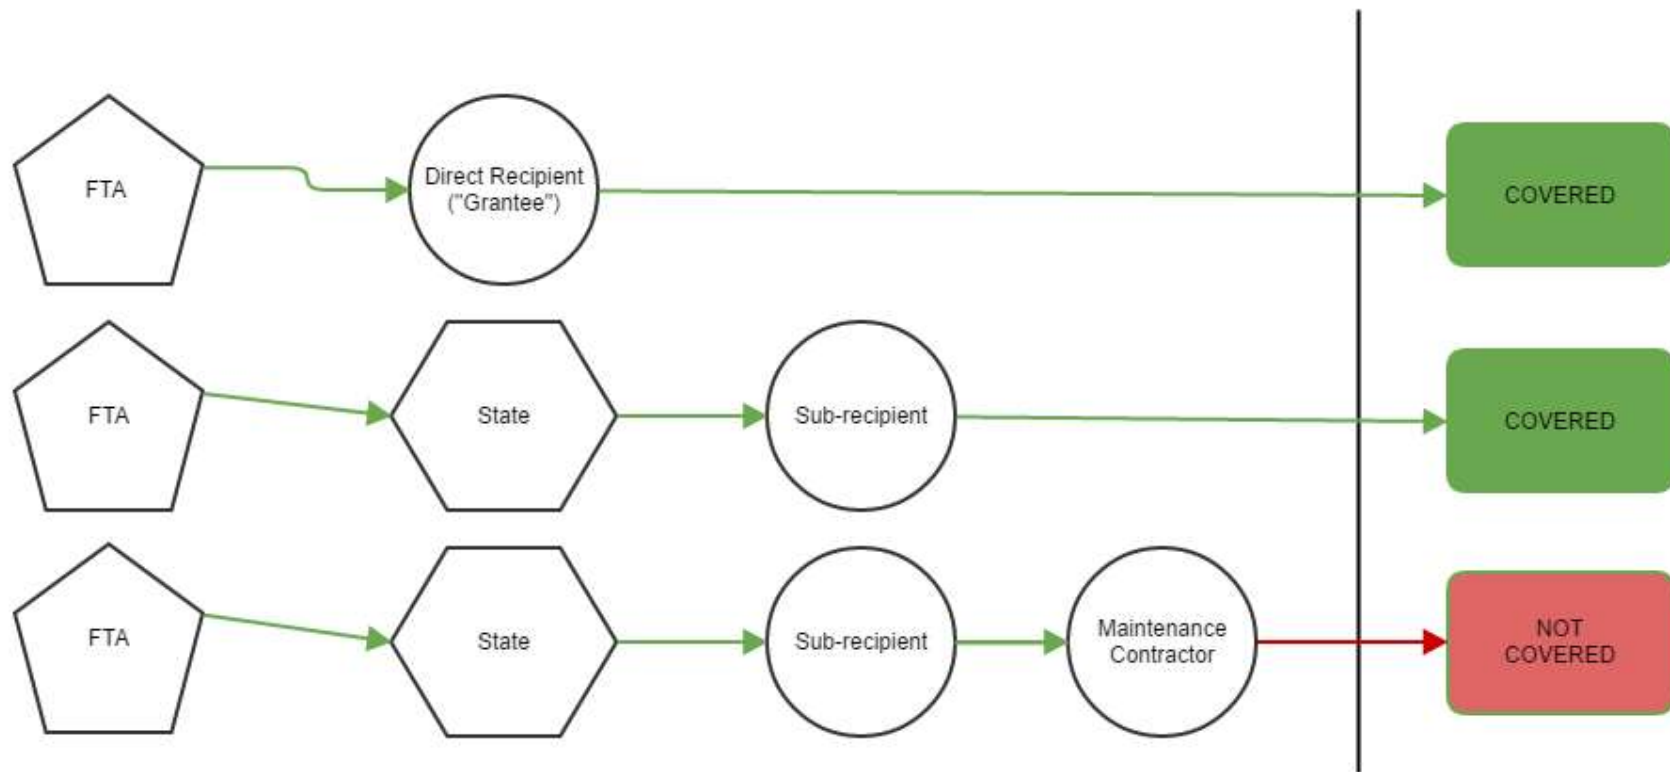 FTA
Direct Recipient
("Grantee")
COVERED
FTA
State
Sub-recipient
COVERED
FTA
State
Sub-recipient
Maintenance
Contractor
NOT
COVERED